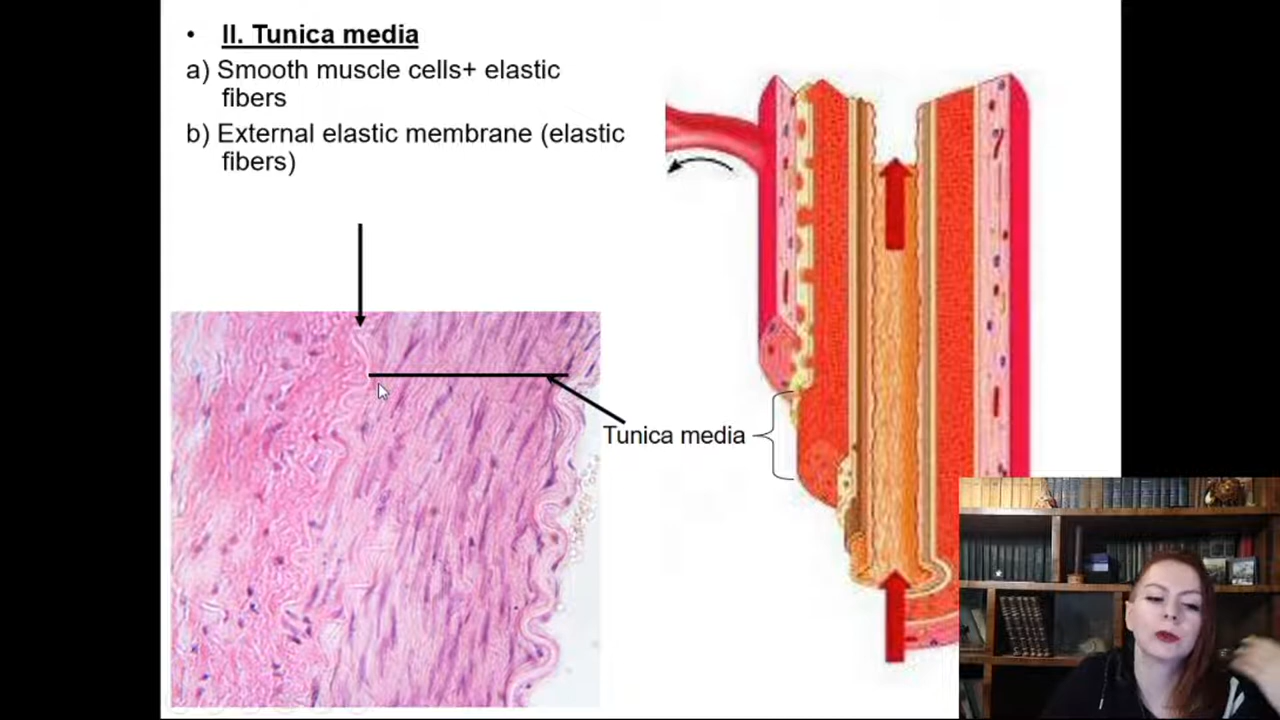 • II. Tunica media
a) Smooth muscle cells+ elastic
fibers
b) External elastic membrane (elastic
fibers)
Tunica media